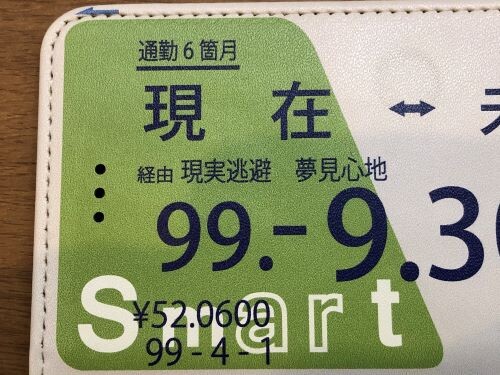 通勤6箇月
現在↔
経由 現実逃避 夢見心地
99.-9.30
Smart
¥52.0600
99-4-1